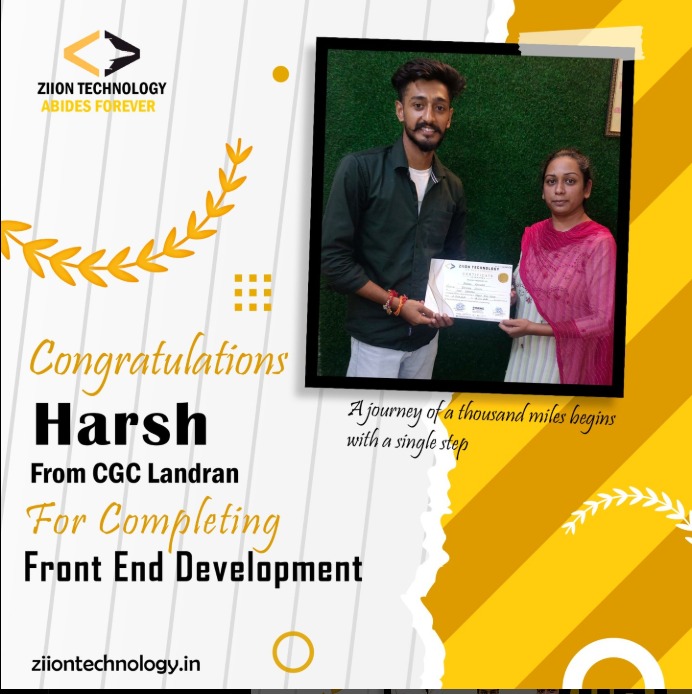 ZIION TECHNOLOGY
ABIDES FOREVER
ZIION TECHNOLOGY
CERTIFICATE
Congratulations
Harsh
From CGC Landran
For Completing
Front End Development
A journey of a thousand miles begins
with a single step
ziiontechnology.in